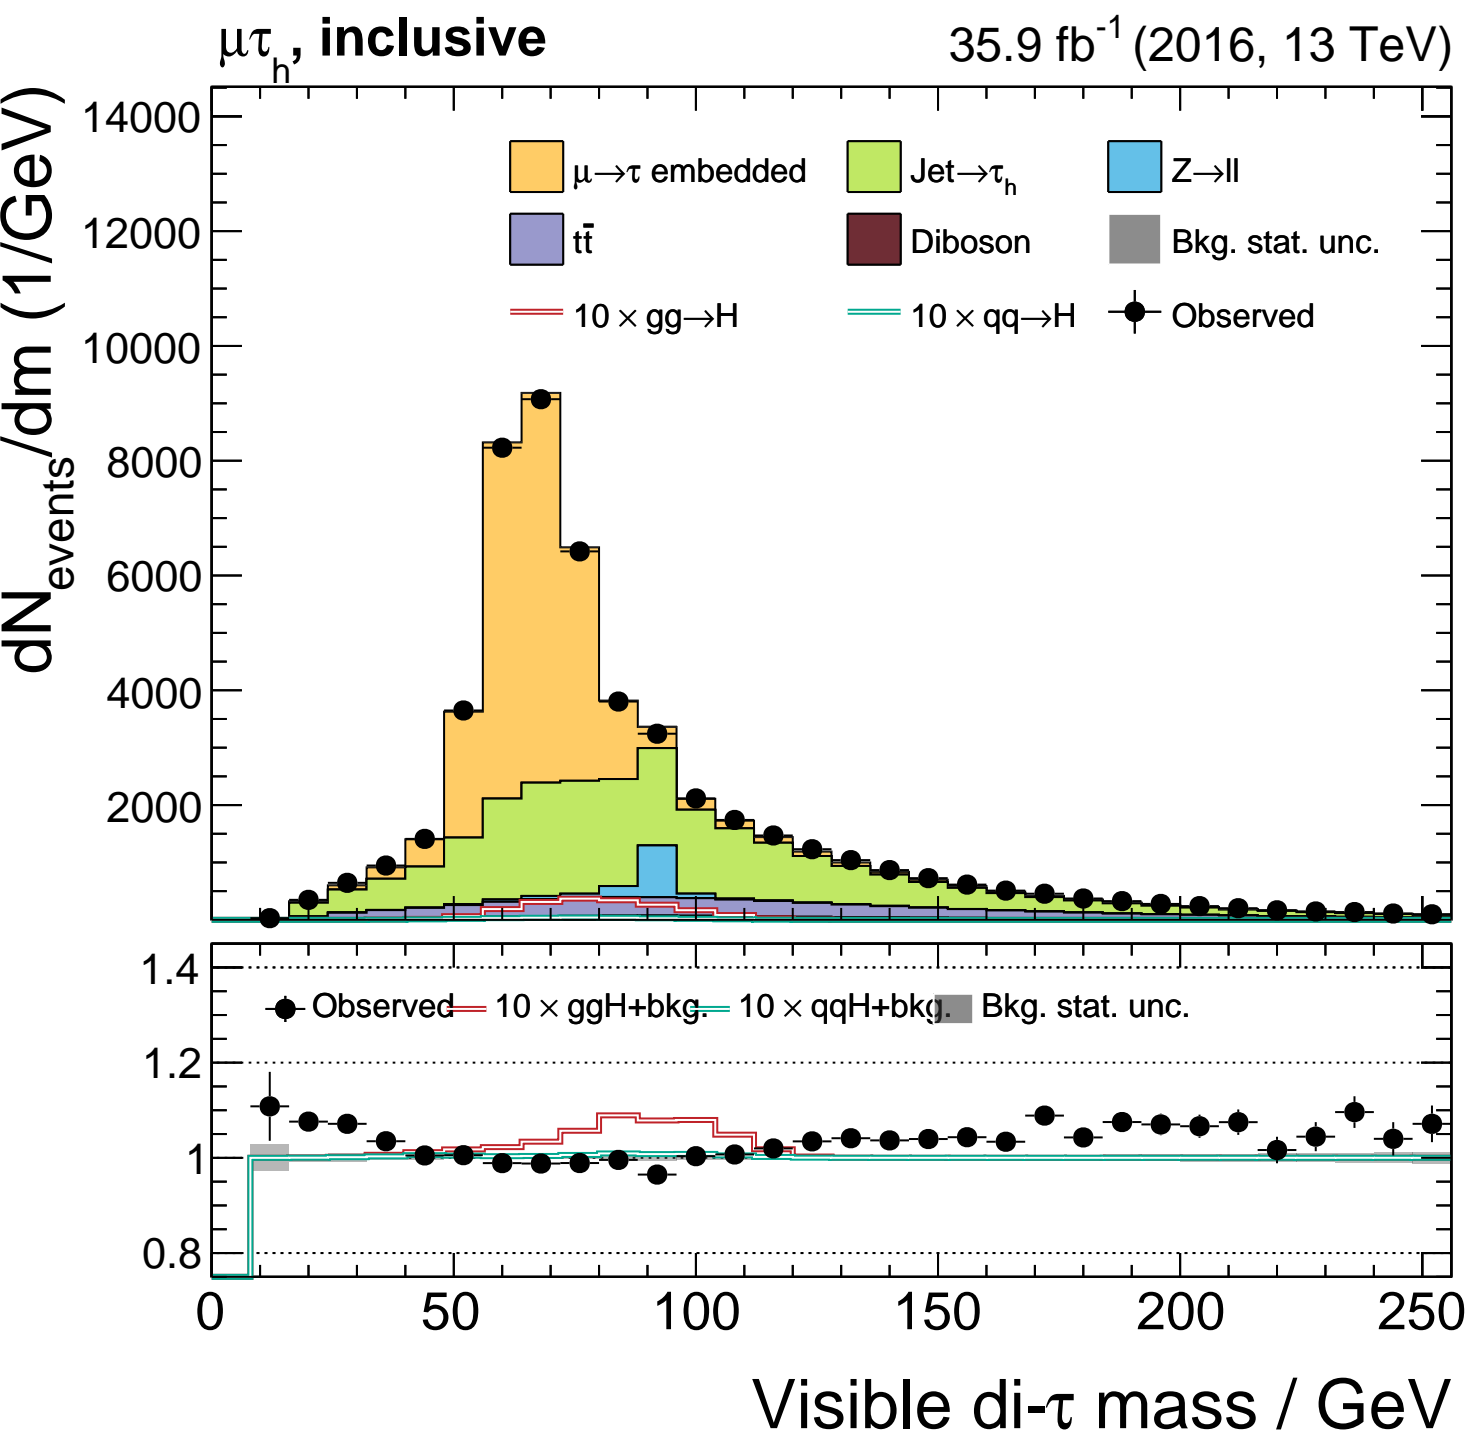 μτₕ, inclusive 35.9 fb⁻¹ (2016, 13 TeV)
dN_events/dm (1/GeV)
14000
12000
10000
8000
6000
4000
2000
μ→τ embedded Jet→τₕ Z→ll
tt̄ Diboson Bkg. stat. unc.
10 × gg→H 10 × qq→H Observed
1.4
1.2
1
0.8
Observed 10 × ggH+bkg. 10 × qqH+bkg. Bkg. stat. unc.
0 50 100 150 200 250
Visible di-τ mass / GeV